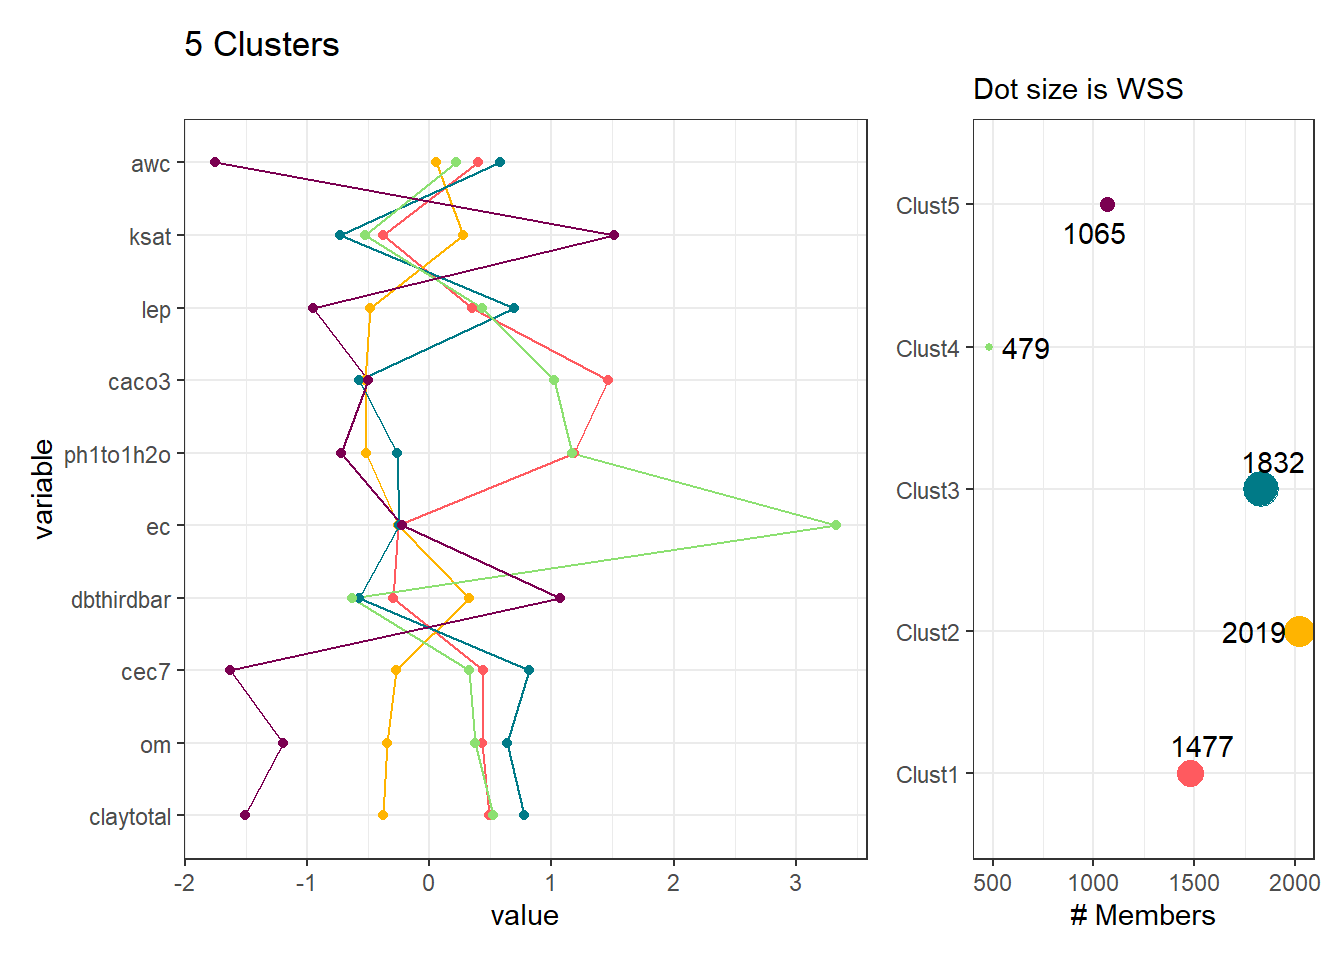 5 Clusters
variable
awc
ksat
lep
caco3
ph1to1h2o
ec
dbthirdbar
cec7
om
claytotal
-2 -1 0 1 2 3
value
Dot size is WSS
Clust5
1065
Clust4
479
1832
Clust3
Clust2
2019
1477
Clust1
500 1000 1500 2000
# Members